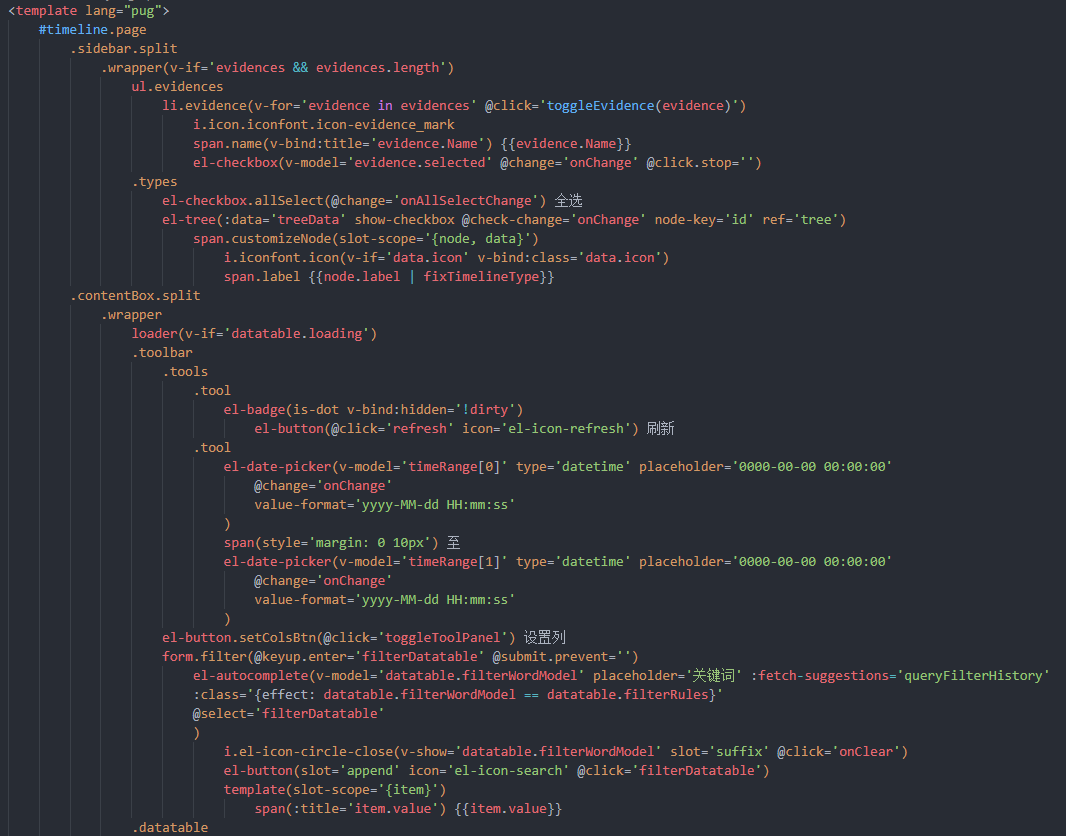 <template lang="pug">
#timeline.page
.sidebar.split
.wrapper(v-if='evidences && evidences.length')
ul.evidences
li.evidence(v-for='evidence in evidences' @click='toggleEvidence(evidence)')
i.icon.iconfont.icon-evidence_mark
span.name(v-bind:title='evidence.Name') {{evidence.Name}}
el-checkbox(v-model='evidence.selected' @change='onChange' @click.stop='')
.types
el-checkbox.allSelect(@change='onAllSelectChange') 全选
el-tree(:data='treeData' show-checkbox @check-change='onChange' node-key='id' ref='tree')
span.customizeNode(slot-scope='{node, data}')
i.iconfont.icon(v-if='data.icon' v-bind:class='data.icon')
span.label {{node.label | fixTimelineType}}
.contentBox.split
.wrapper
loader(v-if='datatable.loading')
.toolbar
.tools
.tool
el-badge(is-dot v-bind:hidden='!dirty')
el-button(@click='refresh' icon='el-icon-refresh') 刷新
.tool
el-date-picker(v-model='timeRange[0]' type='datetime' placeholder='0000-00-00 00:00:00'
@change='onChange'
value-format='yyyy-MM-dd HH:mm:ss'
)
span(style='margin: 0 10px') 至
el-date-picker(v-model='timeRange[1]' type='datetime' placeholder='0000-00-00 00:00:00'
@change='onChange'
value-format='yyyy-MM-dd HH:mm:ss'
)
el-button.setColsBtn(@click='toggleToolPanel') 设置列
form.filter(@keyup.enter='filterDatatable' @submit.prevent='')
el-autocomplete(v-model='datatable.filterWordModel' placeholder='关键词' :fetch-suggestions='queryFilterHistory'
:class='{effect: datatable.filterWordModel == datatable.filterRules}'
@select='filterDatatable'
)
i.el-icon-circle-close(v-show='datatable.filterWordModel' slot='suffix' @click='onClear')
el-button(slot='append' icon='el-icon-search' @click='filterDatatable')
template(slot-scope='{item}')
span(:title='item.value') {{item.value}}
.datatable